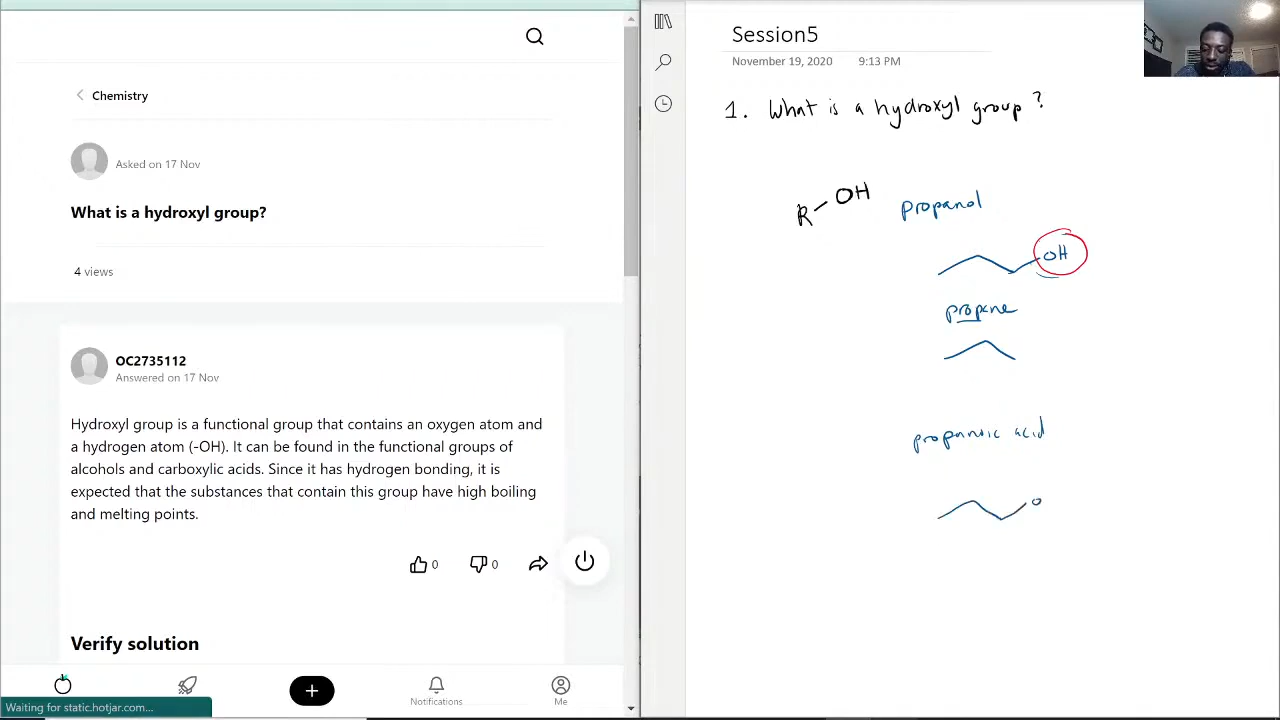 Chemistry
Asked on 17 Nov
What is a hydroxyl group?
4 views
OC2735112
Answered on 17 Nov
Hydroxyl group is a functional group that contains an oxygen atom and
a hydrogen atom (-OH). It can be found in the functional groups of
alcohols and carboxylic acids. Since it has hydrogen bonding, it is
expected that the substances that contain this group have high boiling
and melting points.
0
0
Verify solution
Notifications
Me
Waiting for static.hotjar.com...
Session5
November 19, 2020 9:13 PM
1. What is a hydroxyl group?
R OH propanol
OH
propane
propanoic acid
O